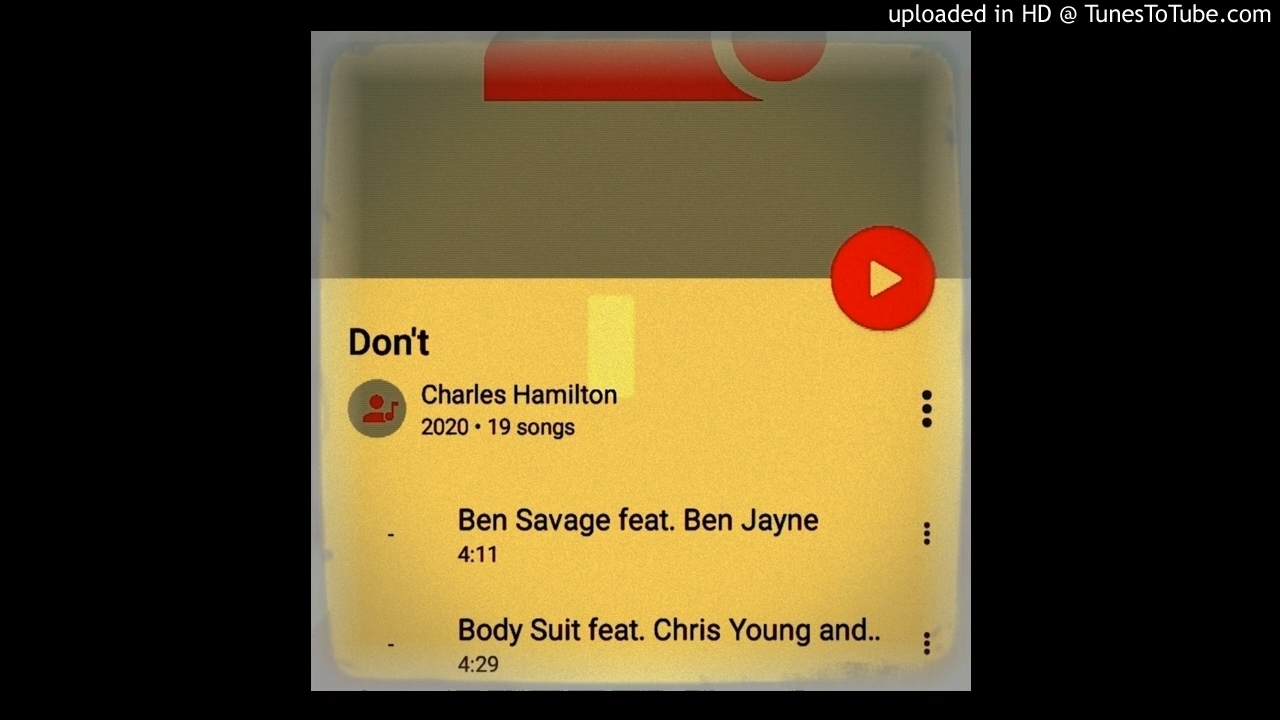 uploaded in HD @ TunesToTube.com
Don't
Charles Hamilton
2020 • 19 songs
-
Ben Savage feat. Ben Jayne
4:11
-
Body Suit feat. Chris Young and..
4:29